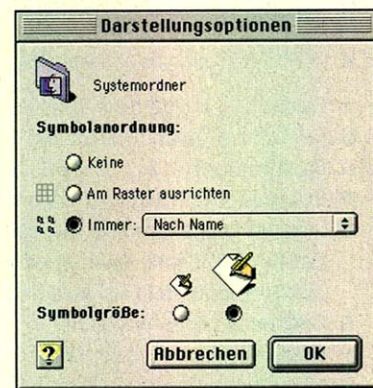 Darstellungsoptionen
Systemordner
Symbolanordnung:
Keine
Am Raster ausrichten
Immer: Nach Name
Symbolgröße:
? Abbrechen OK